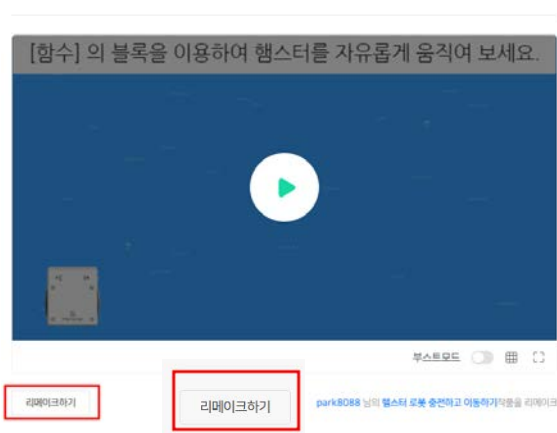 [함수] 의 블록을 이용하여 햄스터를 자유롭게 움직여 보세요.
부스트모드
리메이크하기
리메이크하기
park8088 님의 햄스터 로봇 충전하고 이동하기작품을 리메이크